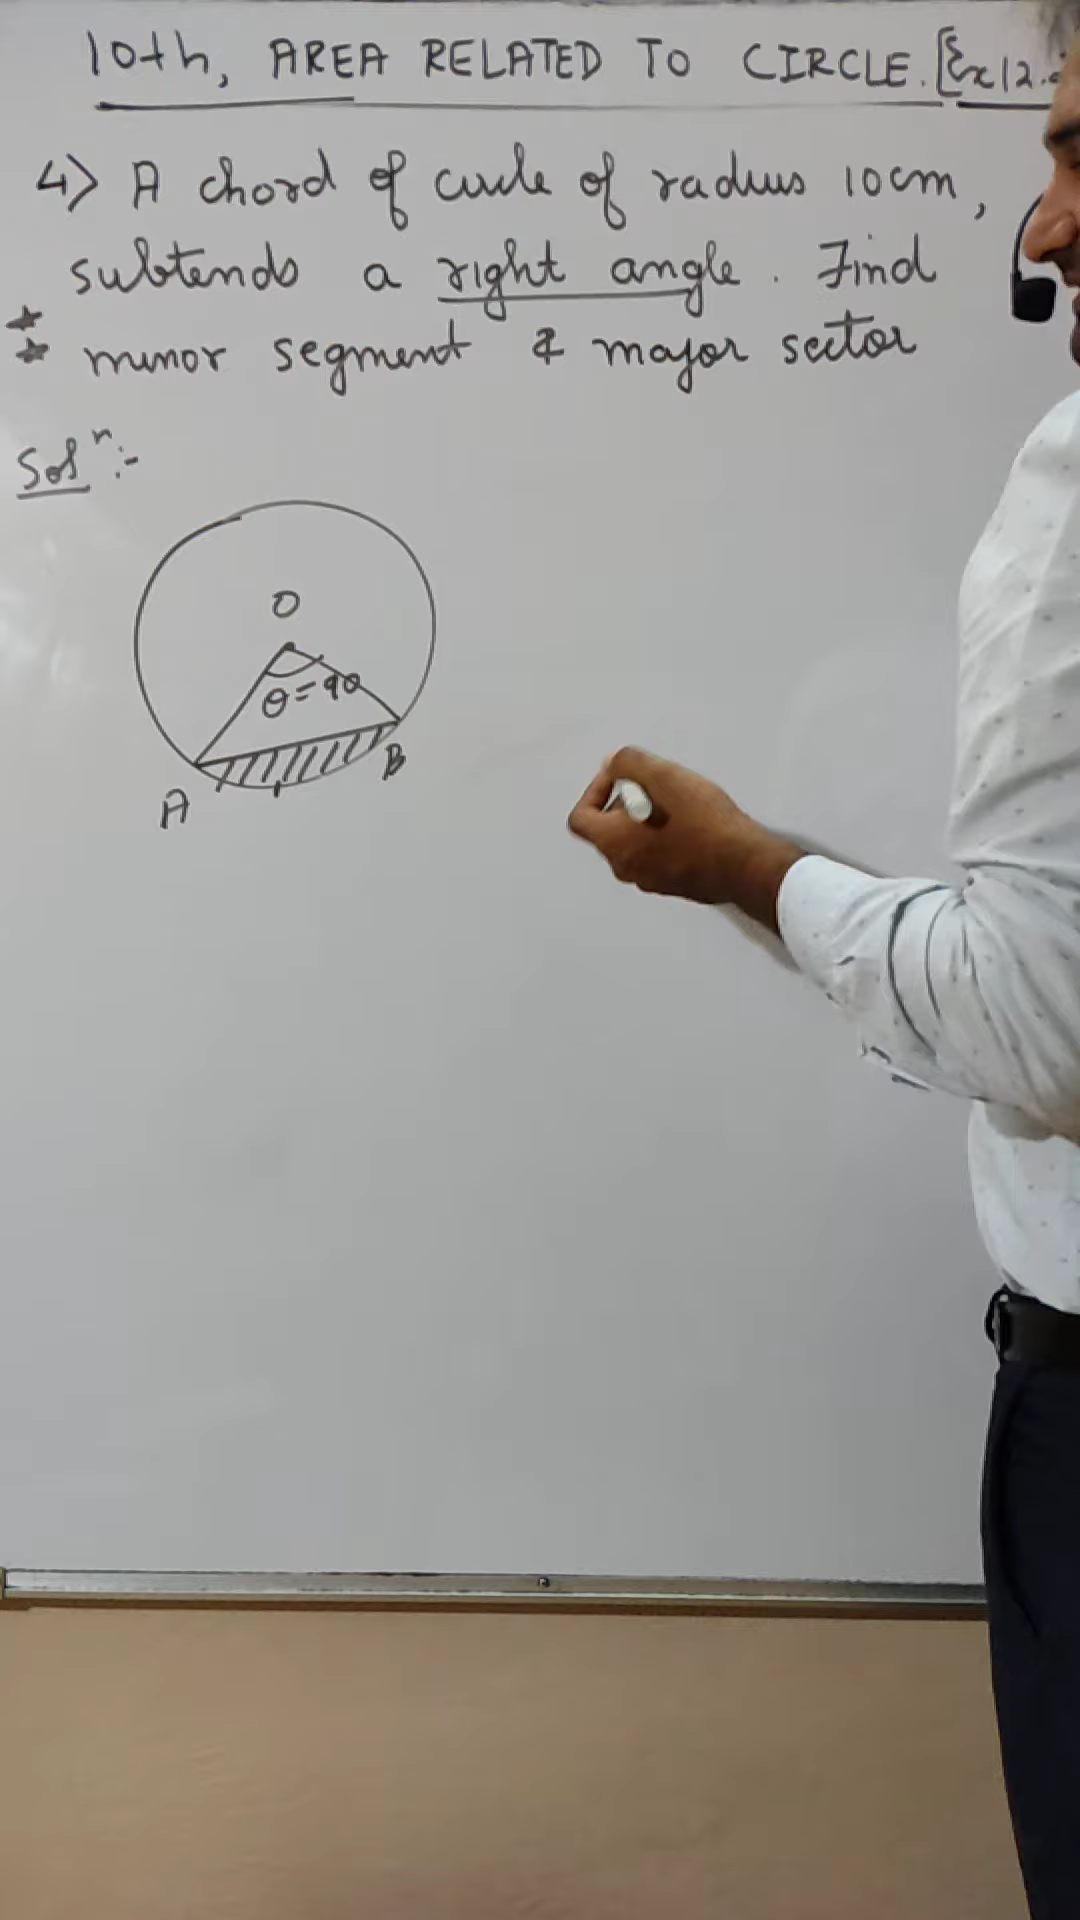 10th, AREA RELATED TO CIRCLE. [Ex12.
4) A chord of circle of radius 10cm,
subtends a right angle. Find
minor segment & major sector
Solⁿ:-
O
θ=90
A
B